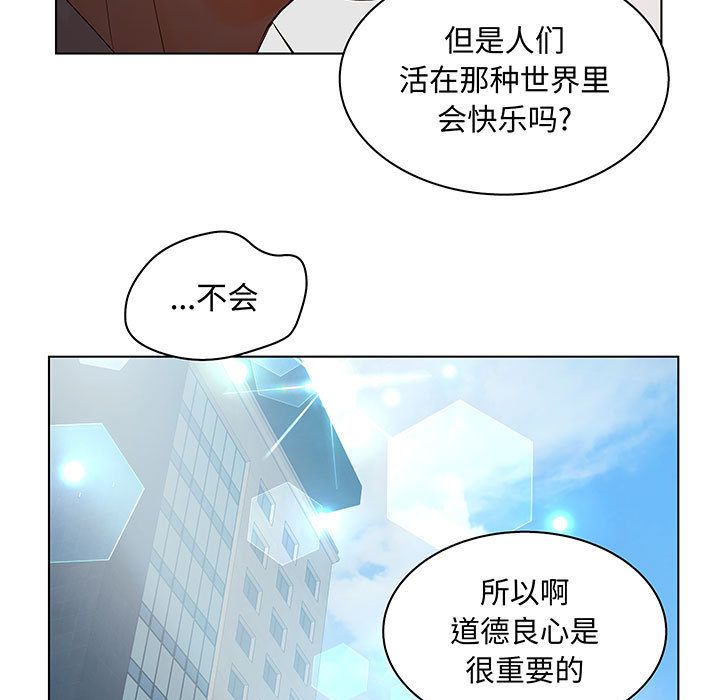 但是人们
活在那种世界里
会快乐吗?
...不会
所以啊
道德良心是
很重要的